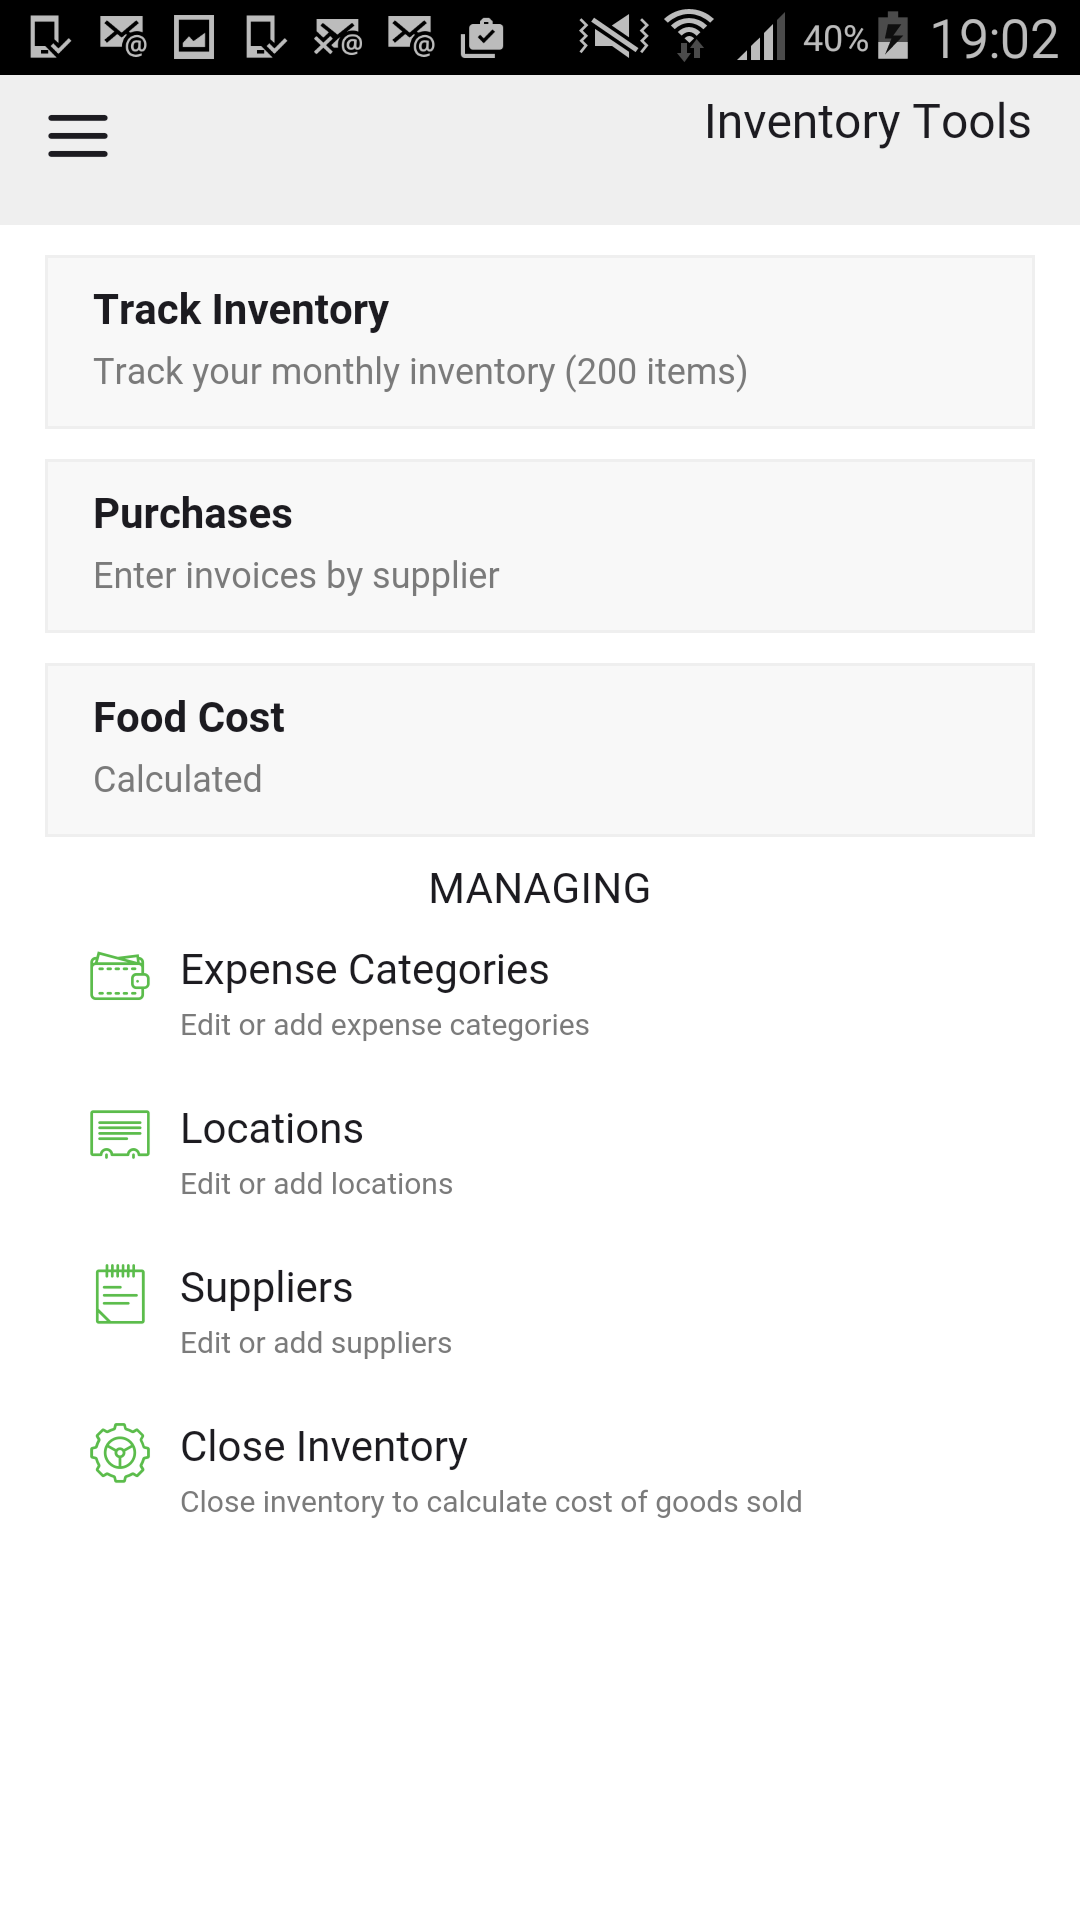 40% 19:02
Inventory Tools
Track Inventory
Track your monthly inventory (200 items)
Purchases
Enter invoices by supplier
Food Cost
Calculated
MANAGING
Expense Categories
Edit or add expense categories
Locations
Edit or add locations
Suppliers
Edit or add suppliers
Close Inventory
Close inventory to calculate cost of goods sold